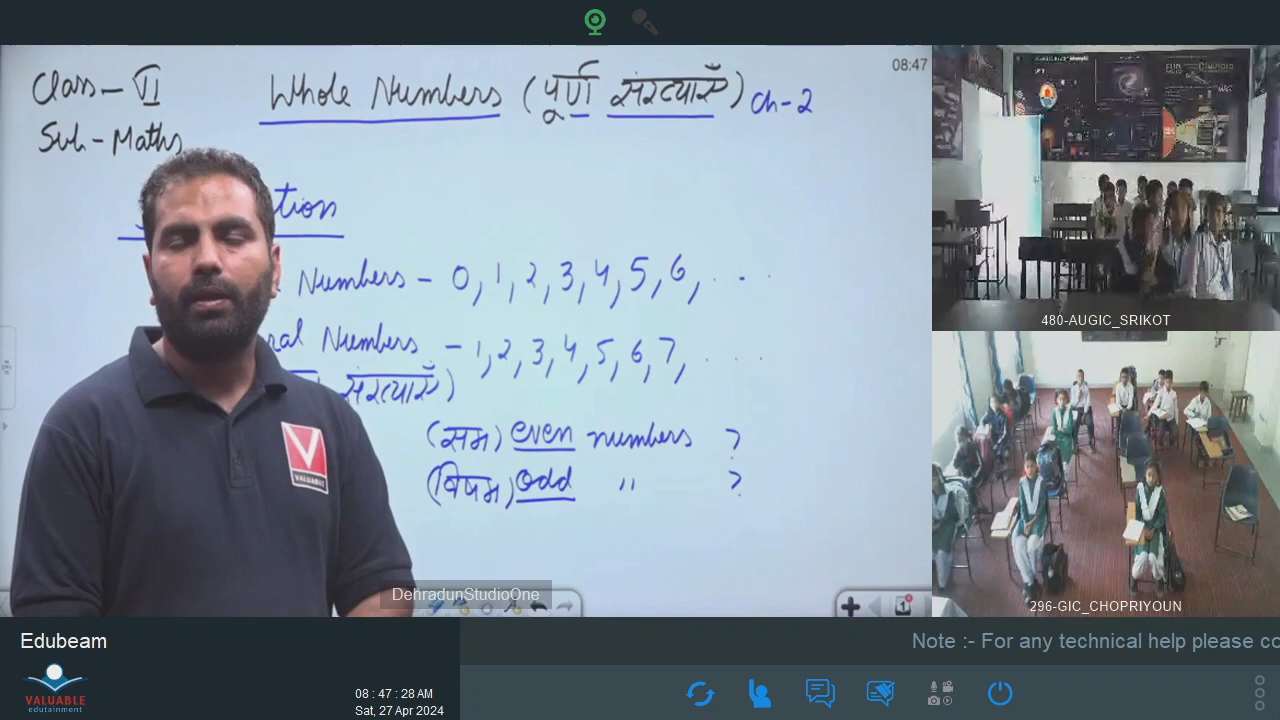 08:47
Class - VI
Whole Numbers (पूर्ण संख्याएँ) Ch-2
Sub - Maths
tion
Numbers - 0, 1, 2, 3, 4, 5, 6, . . .
ral Numbers - 1, 2, 3, 4, 5, 6, 7, . . .
संख्याएँ)
(सम) even numbers ?
(विषम) odd " ?
VALUABLE
DehradunStudioOne
1
480-AUGIC_SRIKOT
296-GIC_CHOPRIYOUN
Edubeam
Note :- For any technical help please co
VALUABLE
edutainment
08 : 47 : 28 AM
Sat, 27 Apr 2024